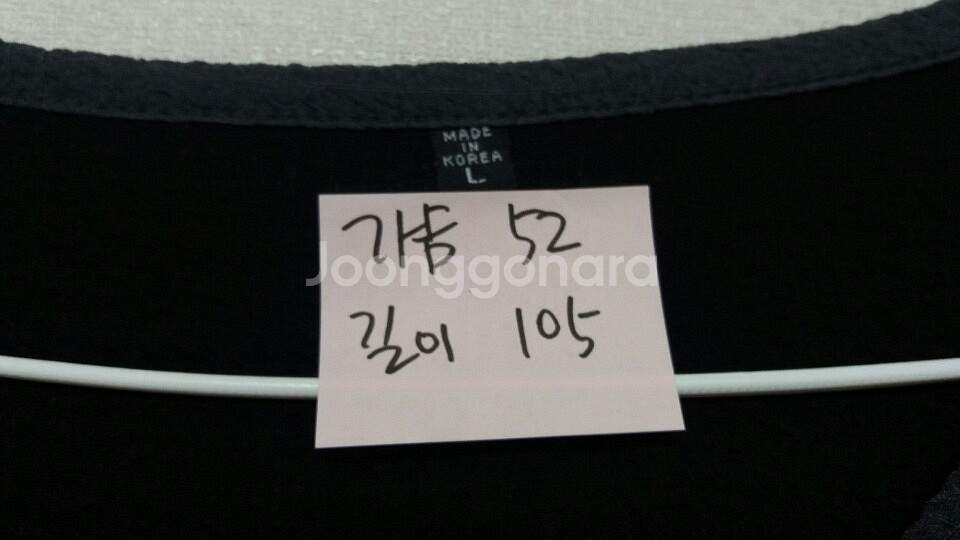 MADE
IN
KOREA
L
가슴 52
Joonggonara
길이 105